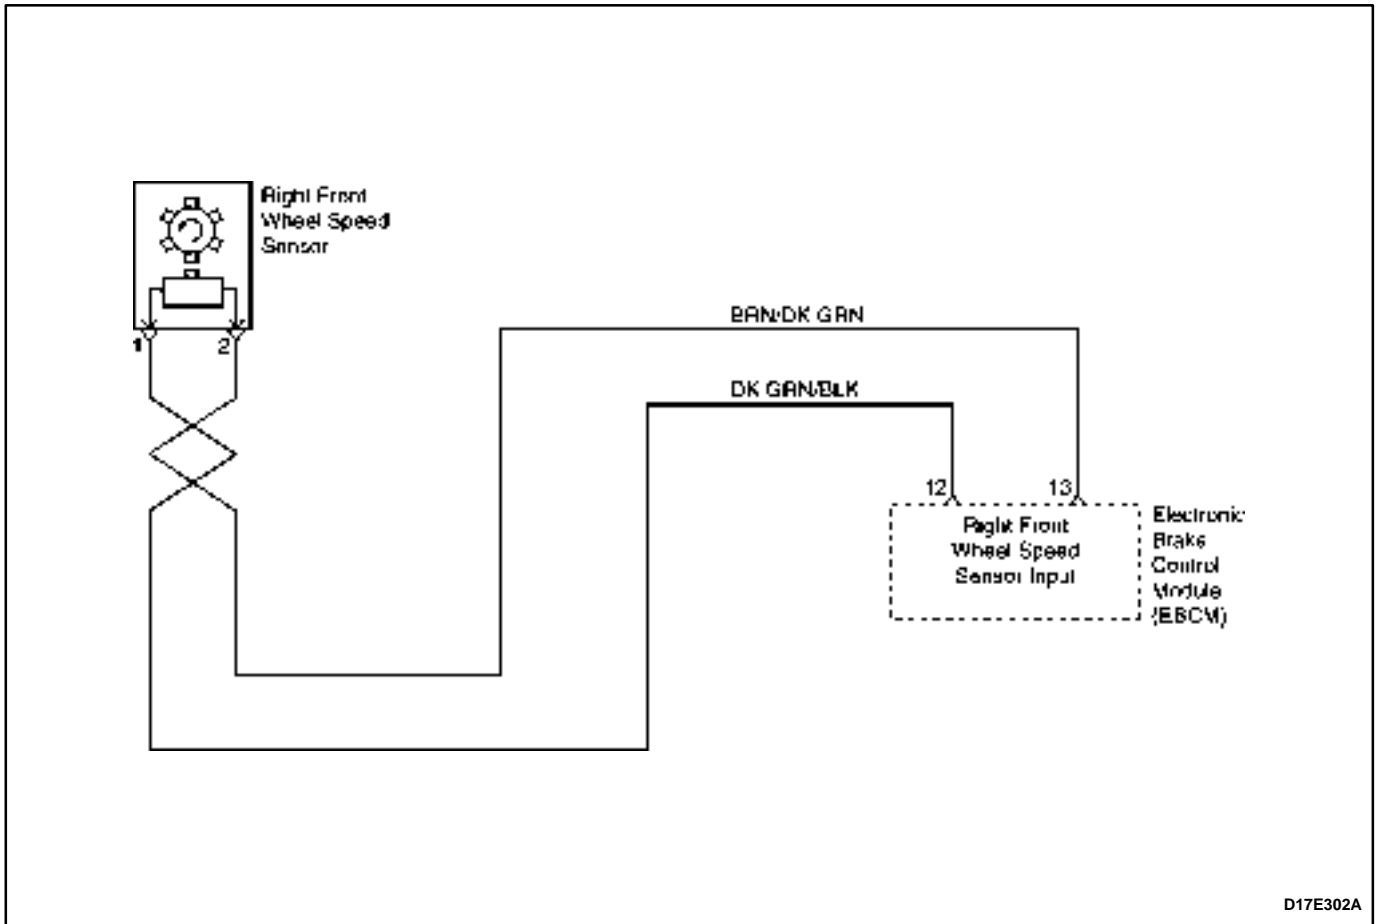 Right Front
Wheel Speed
Sensor
1
2
BRN/DK GRN
DK GRN/BLK
12
13
Right Front
Wheel Speed
Sensor Input
Electronic
Brake
Control
Module
(EBCM)
D17E302A